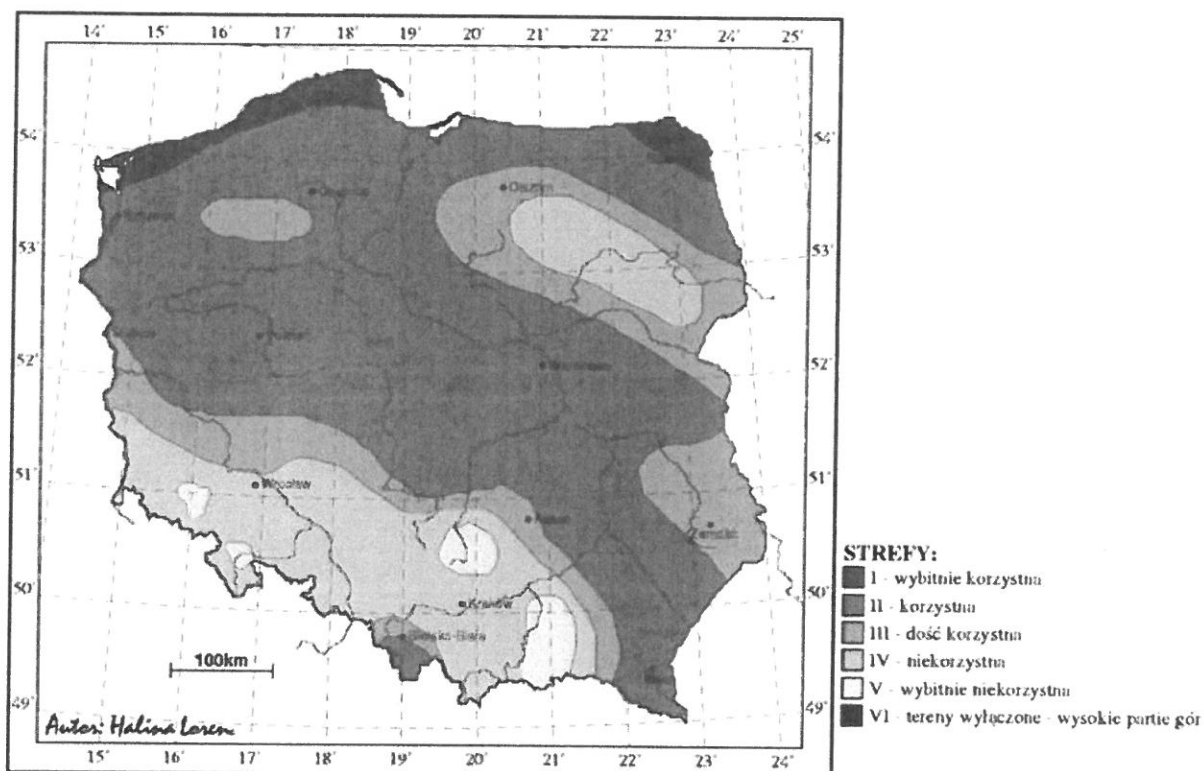 14° 15° 16° 17° 18° 19° 20° 21° 22° 23° 24° 25°
54° 54°
Olsztyn
53° 53°
52° 52°
Warszawa
51° 51°
Wrocław
Kielce
Zamość
50° 50°
Kraków
Bielsko-Biała
100km
49° 49°
Autor: Halina Lorenc
15° 16° 17° 18° 19° 20° 21° 22° 23° 24°
STREFY:
I - wybitnie korzystna
II - korzystna
III - dość korzystna
IV - niekorzystna
V - wybitnie niekorzystna
VI - tereny wyłączone - wysokie partie gór